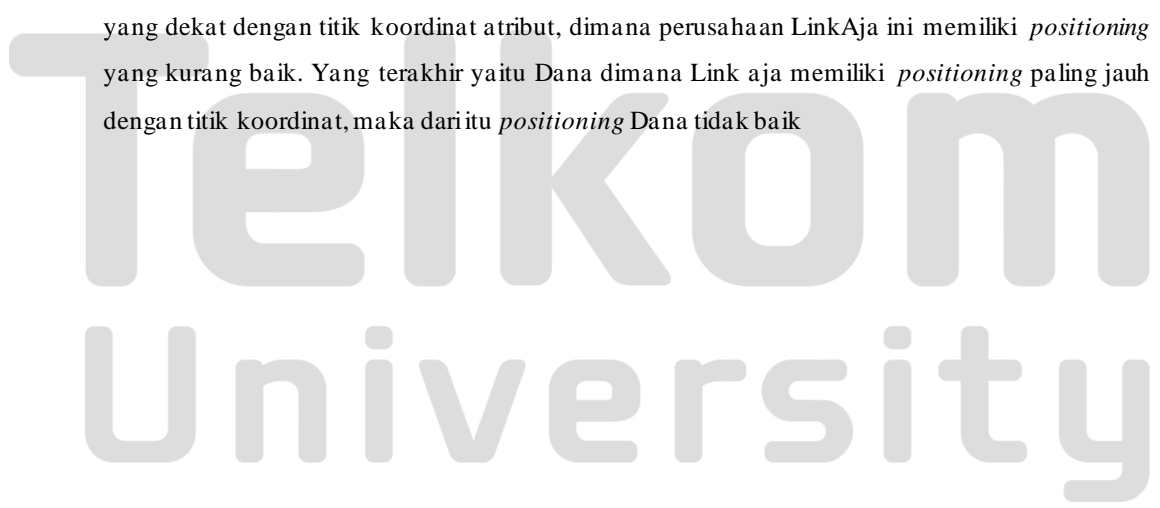 yang dekat dengan titik koordinat atribut, dimana perusahaan LinkAja ini memiliki positioning
yang kurang baik. Yang terakhir yaitu Dana dimana Link aja memiliki positioning paling jauh
dengan titik koordinat, maka dari itu positioning Dana tidak baik
Telkom
University